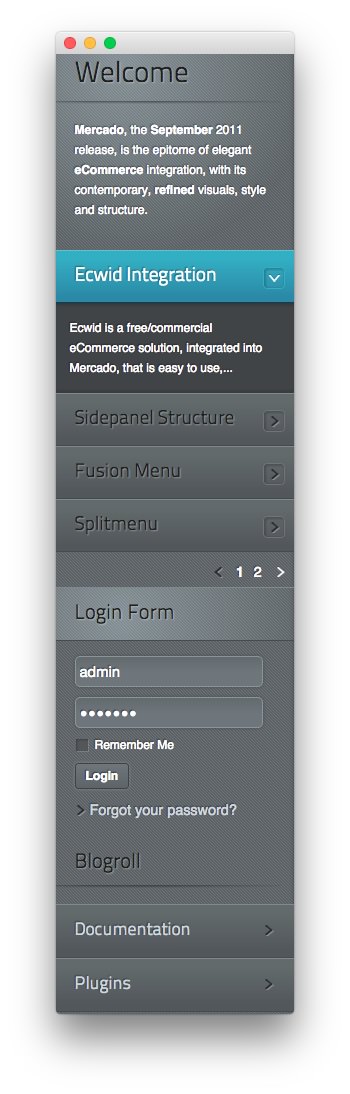 Welcome
Mercado, the September 2011
release, is the epitome of elegant
eCommerce integration, with its
contemporary, refined visuals, style
and structure.
Ecwid Integration
Ecwid is a free/commercial
eCommerce solution, integrated into
Mercado, that is easy to use,...
Sidepanel Structure
Fusion Menu
Splitmenu
1 2
Login Form
admin
•••••••
Remember Me
Login
Forgot your password?
Blogroll
Documentation
Plugins